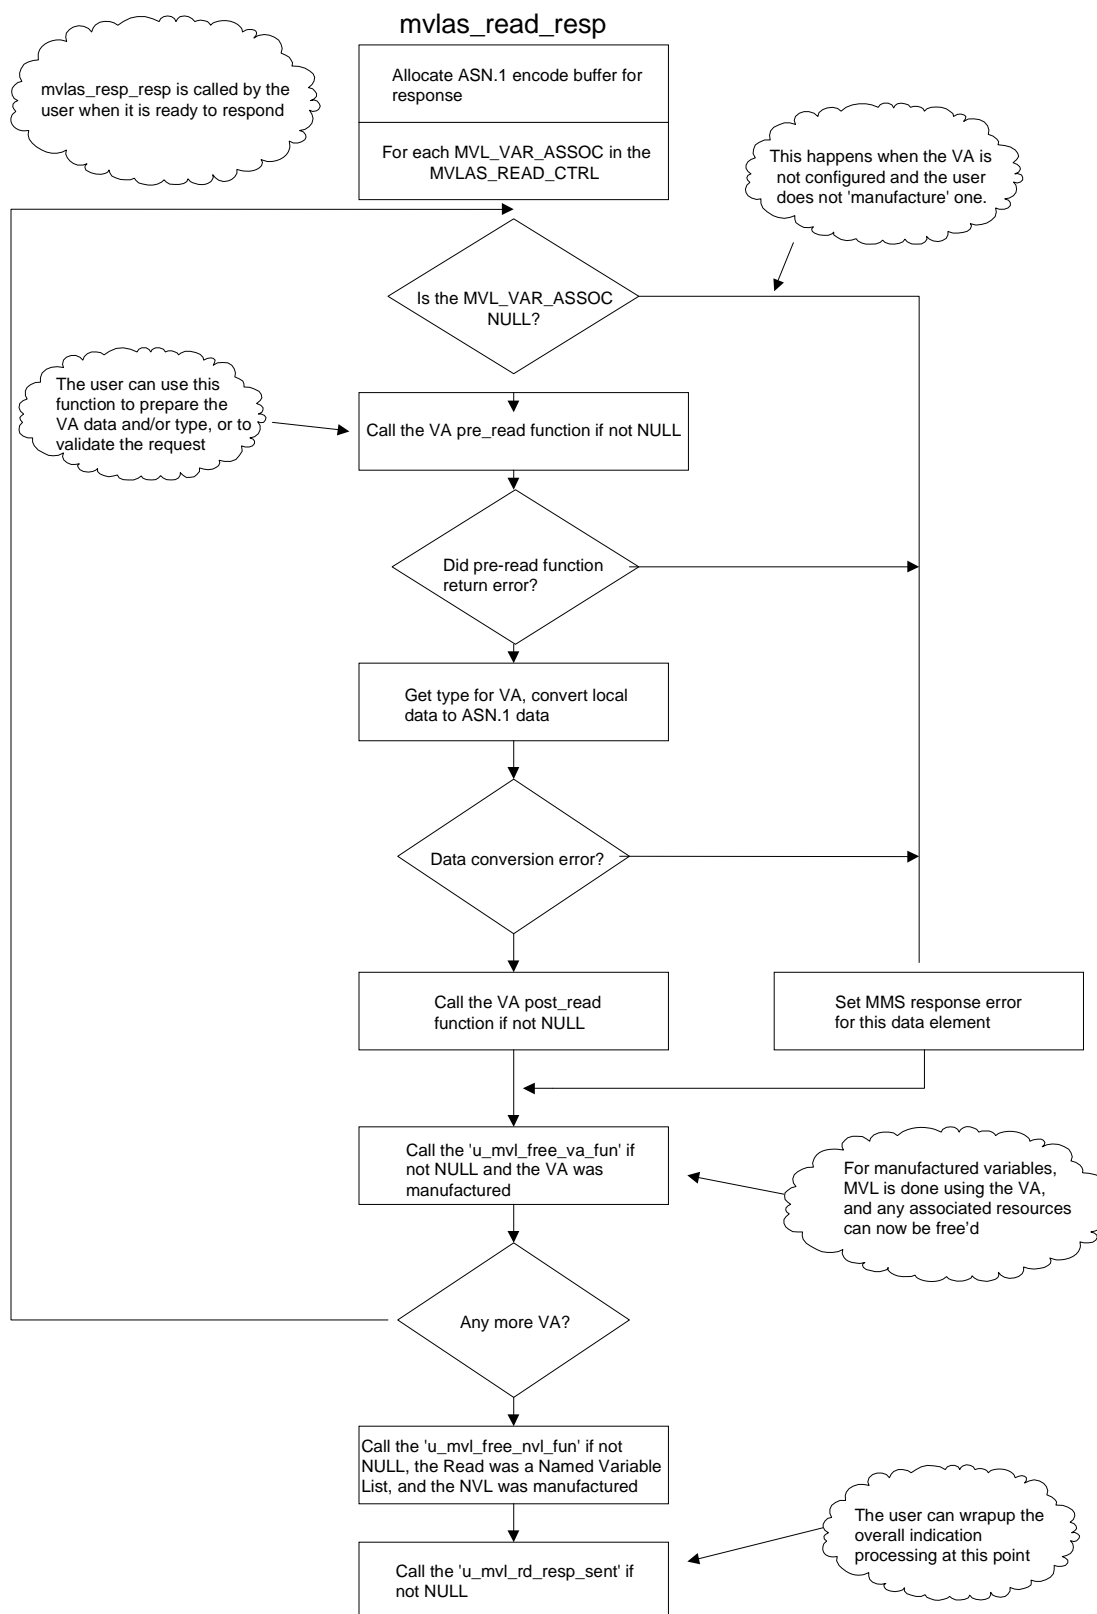 mvlas_read_resp
mvlas_resp_resp is called by the
user when it is ready to respond
Allocate ASN.1 encode buffer for
response
For each MVL_VAR_ASSOC in the
MVLAS_READ_CTRL
This happens when the VA is
not configured and the user
does not 'manufacture' one.
Is the MVL_VAR_ASSOC
NULL?
The user can use this
function to prepare the
VA data and/or type, or to
validate the request
Call the VA pre_read function if not NULL
Did pre-read function
return error?
Get type for VA, convert local
data to ASN.1 data
Data conversion error?
Call the VA post_read
function if not NULL
Set MMS response error
for this data element
Call the 'u_mvl_free_va_fun' if
not NULL and the VA was
manufactured
For manufactured variables,
MVL is done using the VA,
and any associated resources
can now be free'd
Any more VA?
Call the 'u_mvl_free_nvl_fun' if not
NULL, the Read was a Named Variable
List, and the NVL was manufactured
The user can wrapup the
overall indication
processing at this point
Call the 'u_mvl_rd_resp_sent' if
not NULL